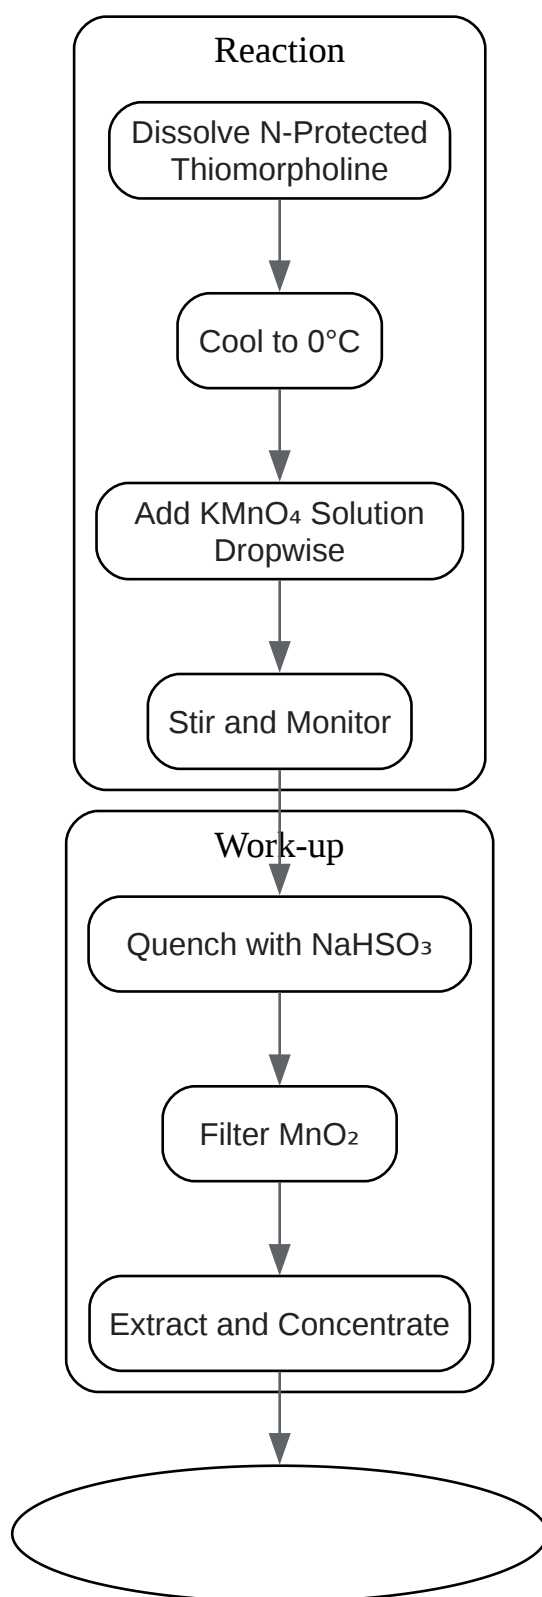 Reaction
Dissolve N-Protected
Thiomorpholine
Cool to 0°C
Add KMnO₄ Solution
Dropwise
Stir and Monitor
Work-up
Quench with NaHSO₃
Filter MnO₂
Extract and Concentrate